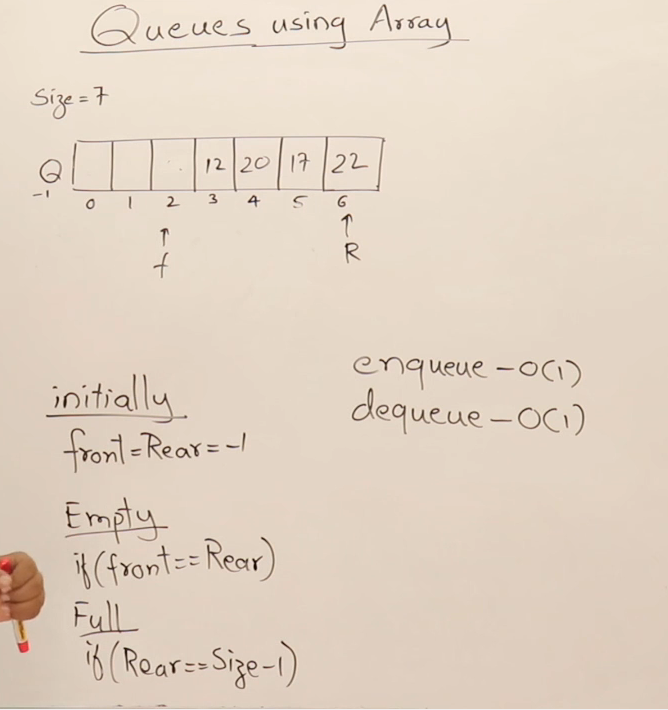 Queues using Array
Size = 7
Q 12 20 17 22
-1 0 1 2 3 4 5 6
↑ ↑
f R
enqueue - O(1)
dequeue - O(1)
initially
front = Rear = -1
Empty
if (front == Rear)
Full
if (Rear == Size-1)